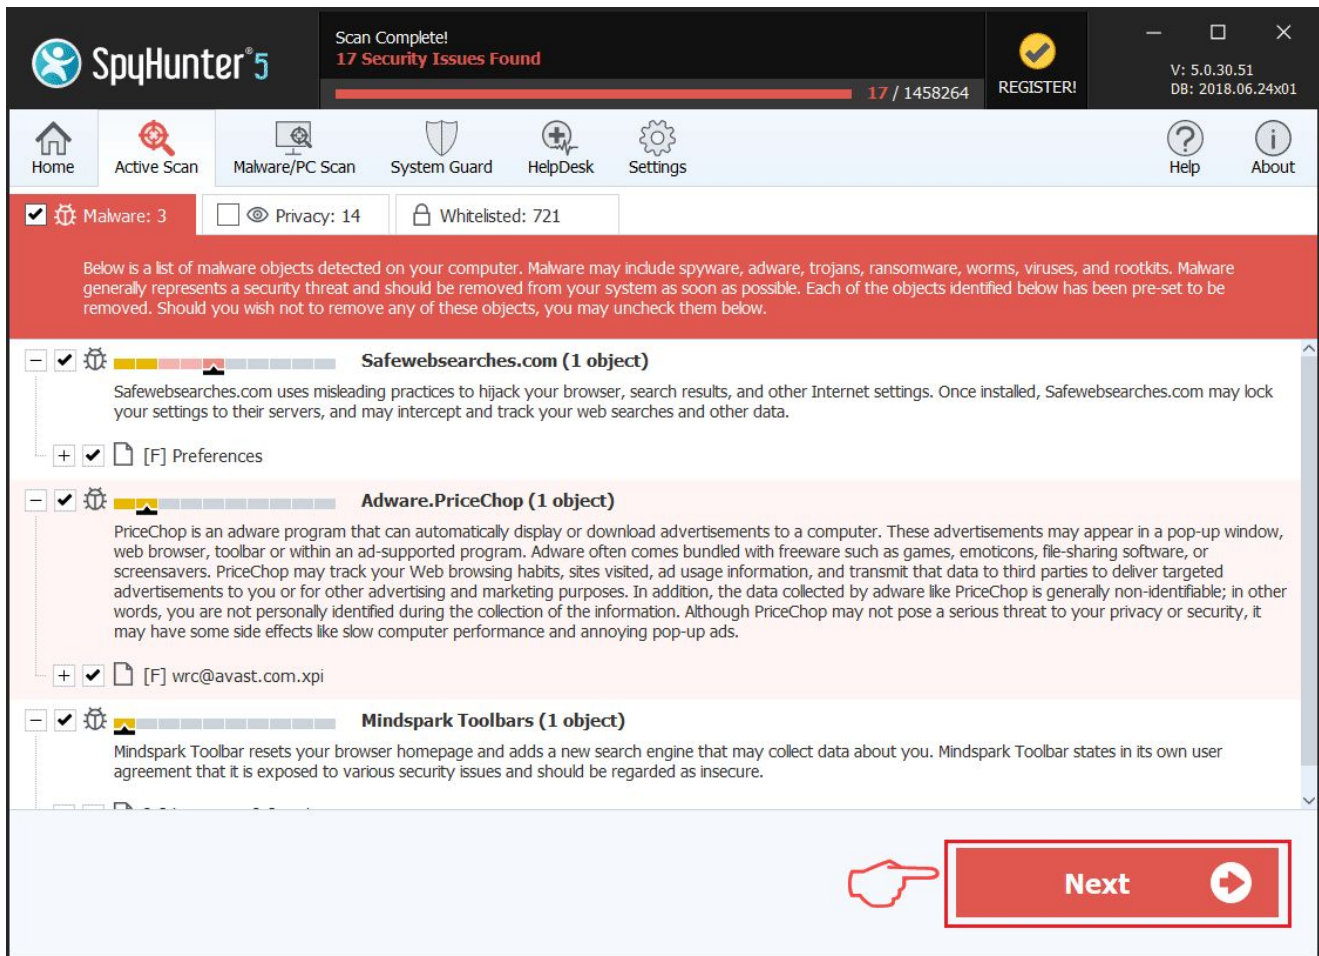 SpyHunter®5
Scan Complete!
17 Security Issues Found
17 / 1458264
REGISTER!
V: 5.0.30.51
DB: 2018.06.24x01
Home
Active Scan
Malware/PC Scan
System Guard
HelpDesk
Settings
Help
About
Malware: 3
Privacy: 14
Whitelisted: 721
Below is a list of malware objects detected on your computer. Malware may include spyware, adware, trojans, ransomware, worms, viruses, and rootkits. Malware
generally represents a security threat and should be removed from your system as soon as possible. Each of the objects identified below has been pre-set to be
removed. Should you wish not to remove any of these objects, you may uncheck them below.
Safewebsearches.com (1 object)
Safewebsearches.com uses misleading practices to hijack your browser, search results, and other Internet settings. Once installed, Safewebsearches.com may lock
your settings to their servers, and may intercept and track your web searches and other data.
[F] Preferences
Adware.PriceChop (1 object)
PriceChop is an adware program that can automatically display or download advertisements to a computer. These advertisements may appear in a pop-up window,
web browser, toolbar or within an ad-supported program. Adware often comes bundled with freeware such as games, emoticons, file-sharing software, or
screensavers. PriceChop may track your Web browsing habits, sites visited, ad usage information, and transmit that data to third parties to deliver targeted
advertisements to you or for other advertising and marketing purposes. In addition, the data collected by adware like PriceChop is generally non-identifiable; in other
words, you are not personally identified during the collection of the information. Although PriceChop may not pose a serious threat to your privacy or security, it
may have some side effects like slow computer performance and annoying pop-up ads.
[F] wrc@avast.com.xpi
Mindspark Toolbars (1 object)
Mindspark Toolbar resets your browser homepage and adds a new search engine that may collect data about you. Mindspark Toolbar states in its own user
agreement that it is exposed to various security issues and should be regarded as insecure.
Next